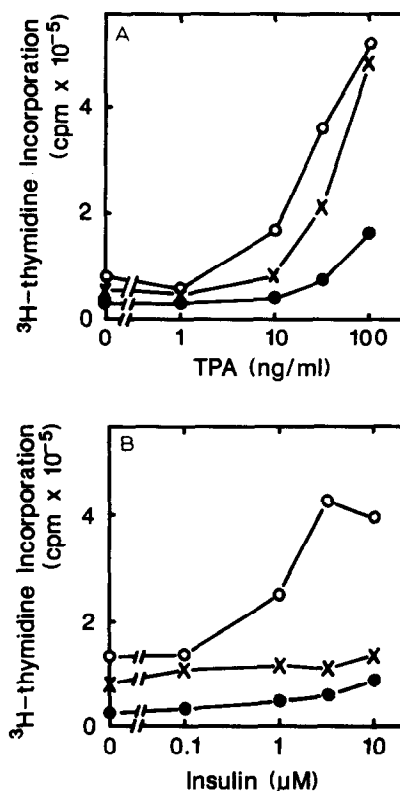 A
³H-thymidine Incorporation
(cpm x 10⁻⁵)
4
2
0
0 1 10 100
TPA (ng/ml)
B
³H-thymidine Incorporation
(cpm x 10⁻⁵)
4
2
0
0 0.1 1 10
Insulin (μM)